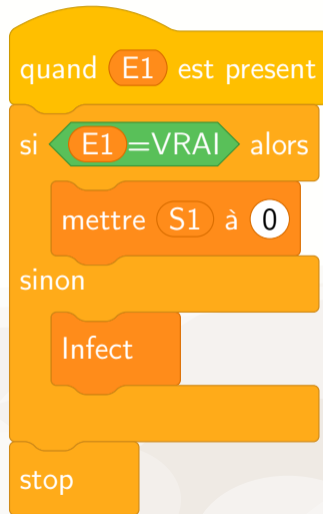 quand E1 est present
si E1=VRAI alors
mettre S1 à 0
sinon
Infect
stop